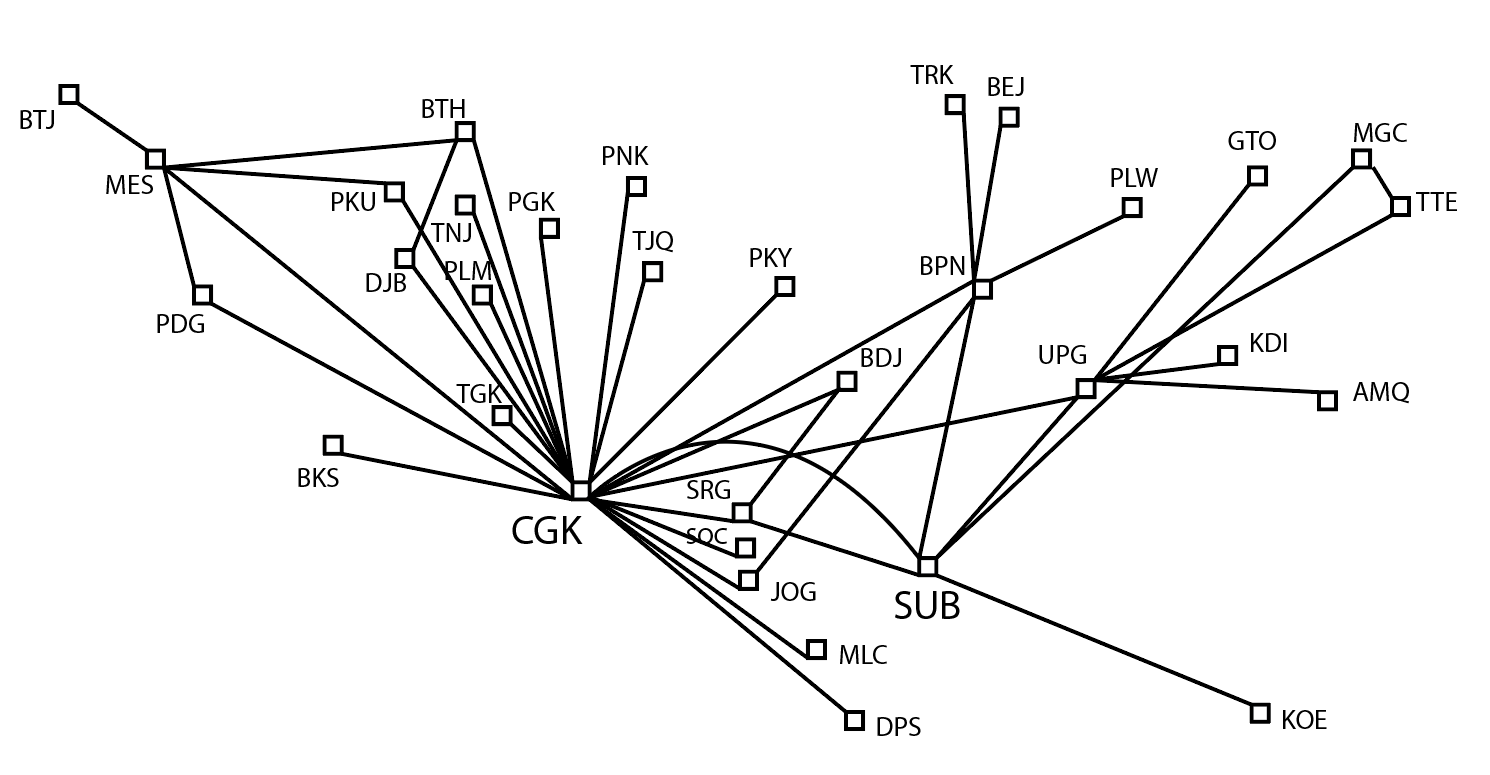 TRK
BEJ
BTJ
BTH
GTO
MGC
PNK
MES
PKU
PGK
PLW
TTE
TNJ
TJQ
PKY
BPN
DJB
PLM
PDG
UPG
KDI
BDJ
TGK
AMQ
BKS
SRG
CGK
SOC
JOG
SUB
MLC
DPS
KOE